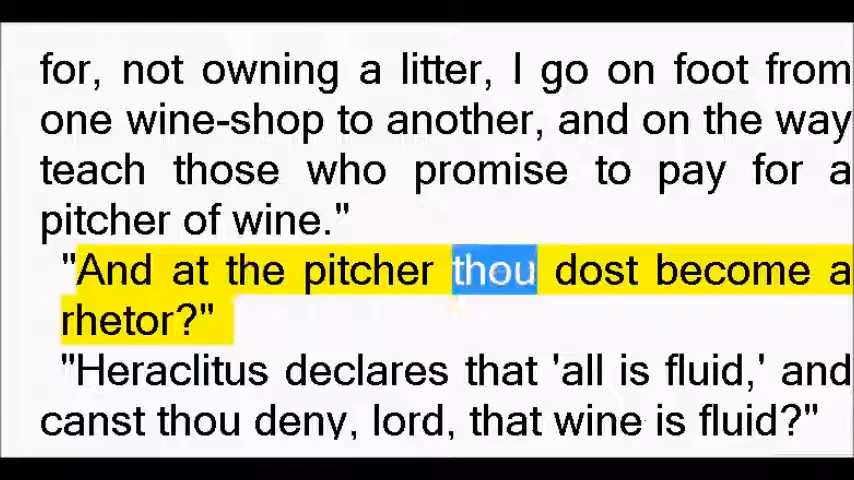 for, not owning a litter, I go on foot from
one wine-shop to another, and on the way
teach those who promise to pay for a
pitcher of wine."
"And at the pitcher thou dost become a
rhetor?"
"Heraclitus declares that 'all is fluid,' and
canst thou deny, lord, that wine is fluid?"